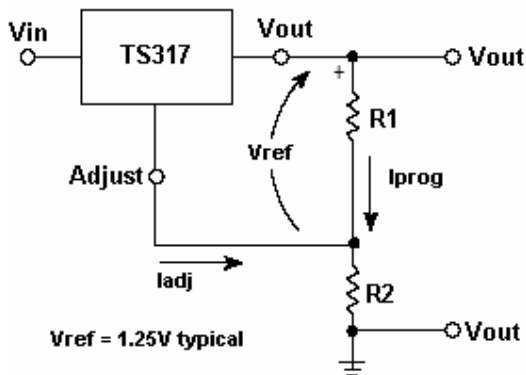 Vin
TS317
Vout
Vout
+
R1
Vref
Iprog
Adjust
Iadj
R2
Vref = 1.25V typical
Vout